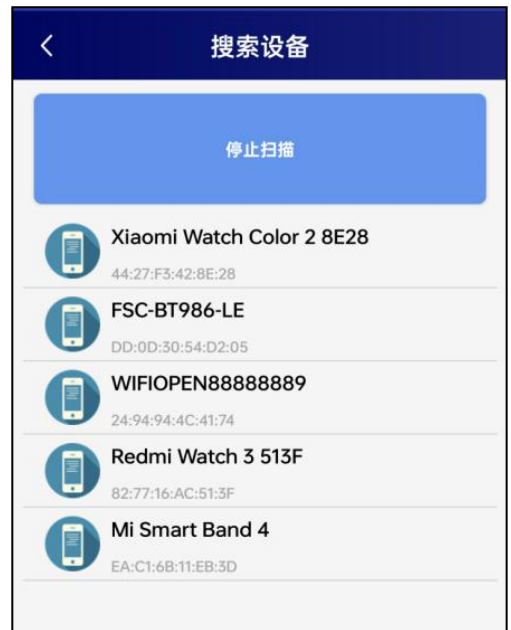 搜索设备
停止扫描
Xiaomi Watch Color 2 8E28
44:27:F3:42:8E:28
FSC-BT986-LE
DD:0D:30:54:D2:05
WIFIOPEN88888889
24:94:94:4C:41:74
Redmi Watch 3 513F
82:77:16:AC:51:3F
Mi Smart Band 4
EA:C1:6B:11:EB:3D